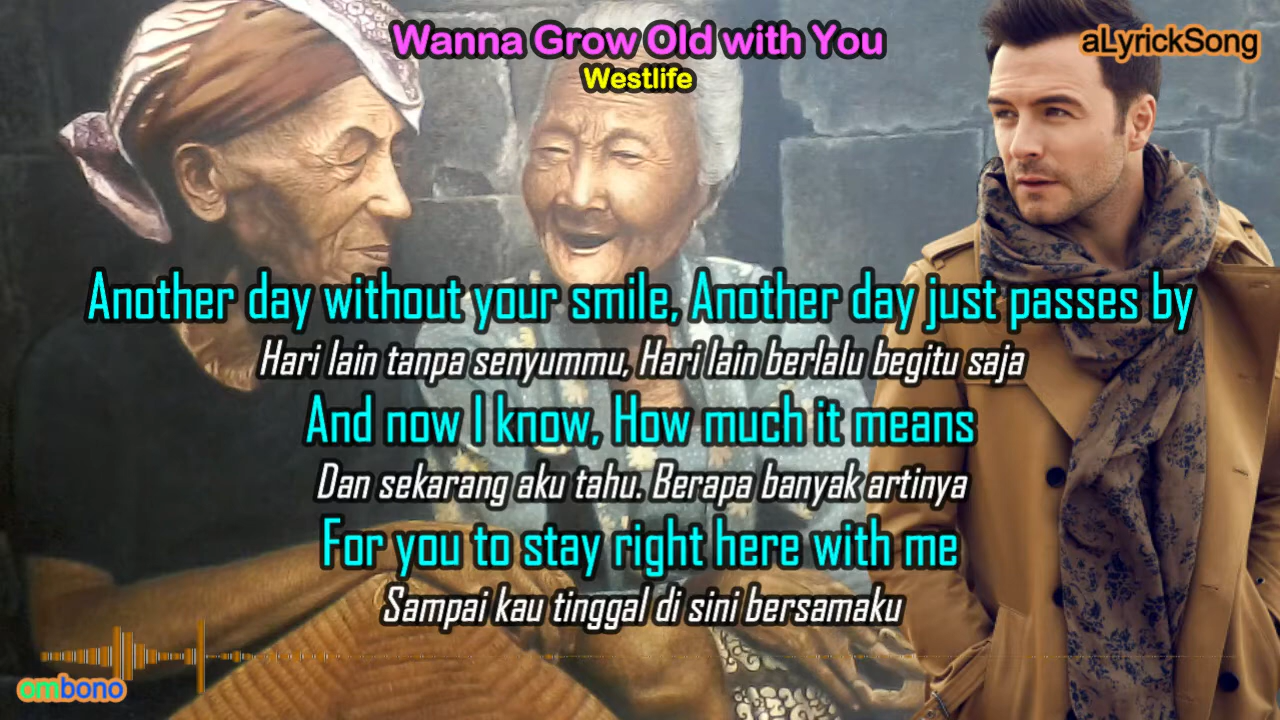 Wanna Grow Old with You
aLyrickSong
Westlife
Another day without your smile, Another day just passes by
Hari lain tanpa senyummu, Hari lain berlalu begitu saja
And now I know, How much it means
Dan sekarang aku tahu. Berapa banyak artinya
For you to stay right here with me
Sampai kau tinggal di sini bersamaku
ombono